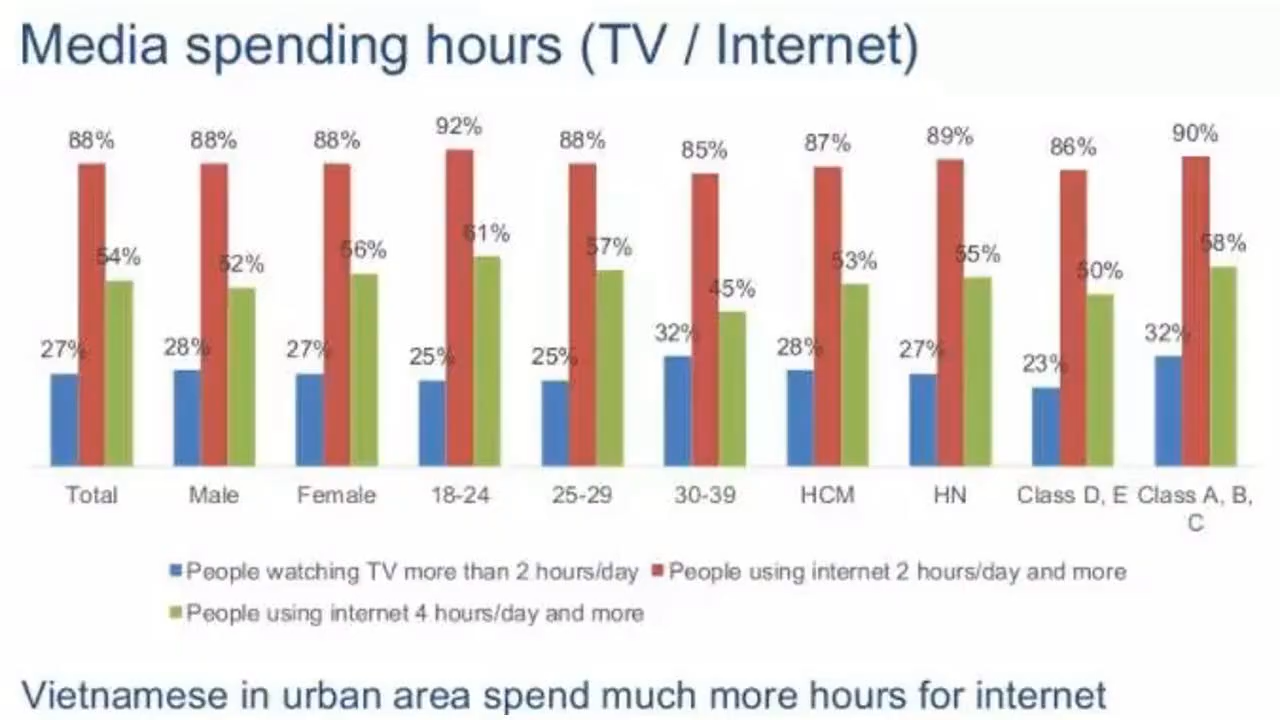 Media spending hours (TV / Internet)
88% 88% 88% 92% 88% 85% 87% 89% 86% 90%
54% 52% 56% 61% 57% 45% 53% 55% 50% 58%
27% 28% 27% 25% 25% 32% 28% 27% 23% 32%
Total Male Female 18-24 25-29 30-39 HCM HN Class D, E Class A, B,
C
People watching TV more than 2 hours/day People using internet 2 hours/day and more
People using internet 4 hours/day and more
Vietnamese in urban area spend much more hours for internet